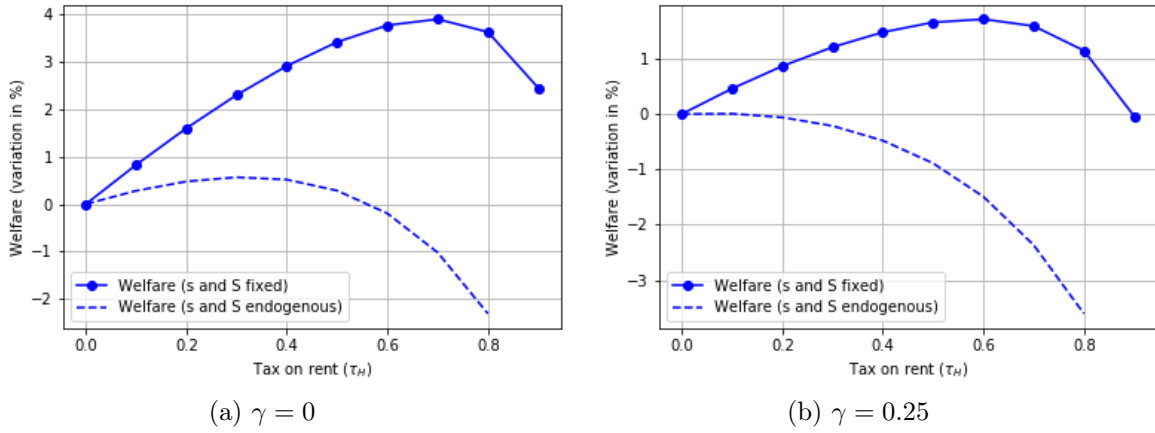 4
3
2
1
0
−1
−2
Welfare (variation in %)
Welfare (s and S fixed)
Welfare (s and S endogenous)
0.0 0.2 0.4 0.6 0.8
Tax on rent (τ_H)
(a) γ = 0
1
0
−1
−2
−3
Welfare (variation in %)
Welfare (s and S fixed)
Welfare (s and S endogenous)
0.0 0.2 0.4 0.6 0.8
Tax on rent (τ_H)
(b) γ = 0.25